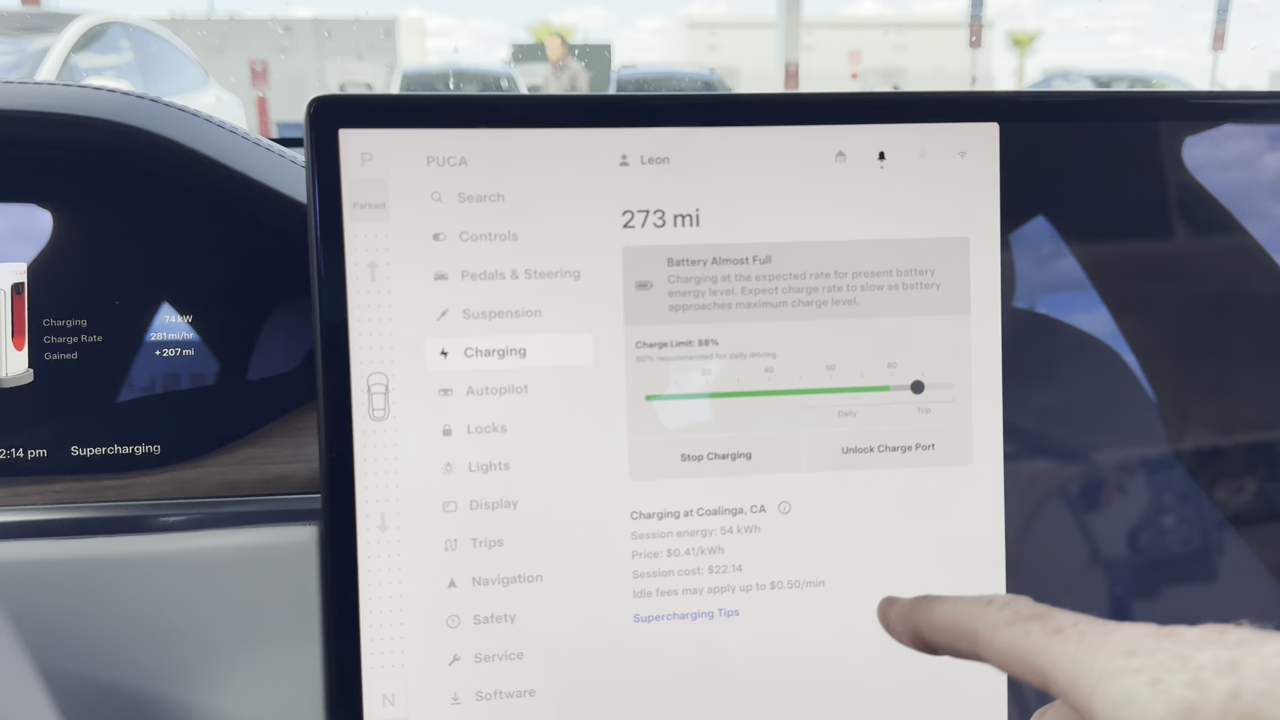 Charging 74 kW
Charge Rate 281 mi/hr
Gained +207 mi
2:14 pm Supercharging
P
Parked
N
PUCA
Leon
Search
Controls
Pedals & Steering
Suspension
Charging
Autopilot
Locks
Lights
Display
Trips
Navigation
Safety
Service
Software
273 mi
Battery Almost Full
Charging at the expected rate for present battery
energy level. Expect charge rate to slow as battery
approaches maximum charge level.
Charge Limit: 88%
80% recommended for daily driving
20 40 60 80
Daily Trip
Stop Charging Unlock Charge Port
Charging at Coalinga, CA
Session energy: 54 kWh
Price: $0.41/kWh
Session cost: $22.14
Idle fees may apply up to $0.50/min
Supercharging Tips